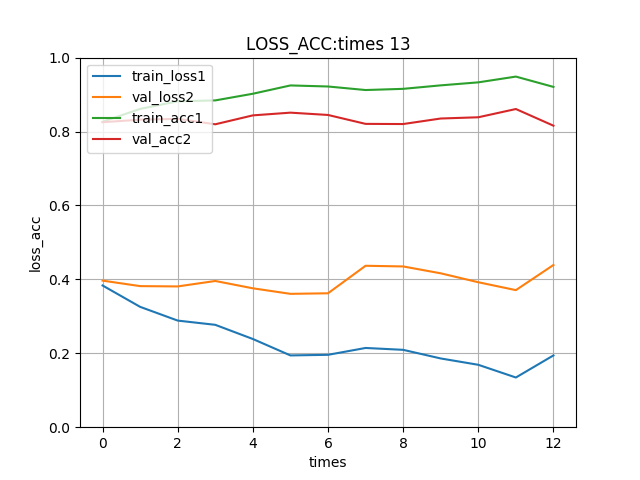 LOSS_ACC:times 13
train_loss1
val_loss2
train_acc1
val_acc2
1.0
0.8
0.6
0.4
0.2
0.0
loss_acc
0 2 4 6 8 10 12
times